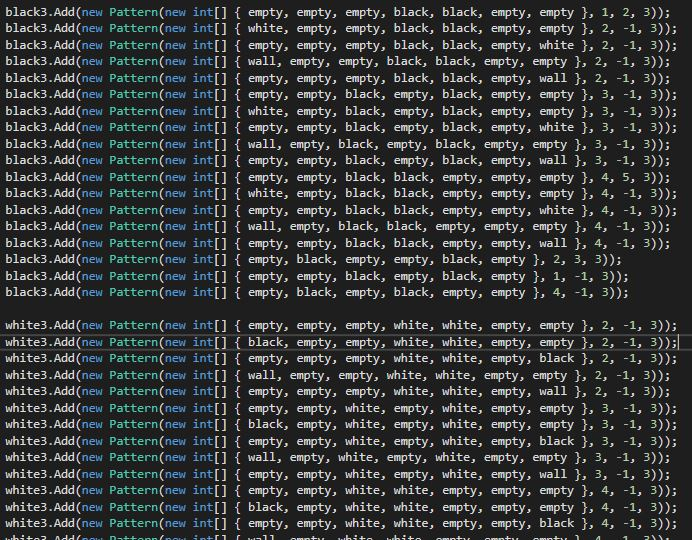 black3.Add(new Pattern(new int[] { empty, empty, empty, black, black, empty, empty }, 1, 2, 3));
black3.Add(new Pattern(new int[] { white, empty, empty, black, black, empty, empty }, 2, -1, 3));
black3.Add(new Pattern(new int[] { empty, empty, empty, black, black, empty, white }, 2, -1, 3));
black3.Add(new Pattern(new int[] { wall, empty, empty, black, black, empty, empty }, 2, -1, 3));
black3.Add(new Pattern(new int[] { empty, empty, empty, black, black, empty, wall }, 2, -1, 3));
black3.Add(new Pattern(new int[] { empty, empty, black, empty, black, empty, empty }, 3, -1, 3));
black3.Add(new Pattern(new int[] { white, empty, black, empty, black, empty, empty }, 3, -1, 3));
black3.Add(new Pattern(new int[] { empty, empty, black, empty, black, empty, white }, 3, -1, 3));
black3.Add(new Pattern(new int[] { wall, empty, black, empty, black, empty, empty }, 3, -1, 3));
black3.Add(new Pattern(new int[] { empty, empty, black, empty, black, empty, wall }, 3, -1, 3));
black3.Add(new Pattern(new int[] { empty, empty, black, black, empty, empty, empty }, 4, 5, 3));
black3.Add(new Pattern(new int[] { white, empty, black, black, empty, empty, empty }, 4, -1, 3));
black3.Add(new Pattern(new int[] { empty, empty, black, black, empty, empty, white }, 4, -1, 3));
black3.Add(new Pattern(new int[] { wall, empty, black, black, empty, empty, empty }, 4, -1, 3));
black3.Add(new Pattern(new int[] { empty, empty, black, black, empty, empty, wall }, 4, -1, 3));
black3.Add(new Pattern(new int[] { empty, black, empty, empty, black, empty }, 2, 3, 3));
black3.Add(new Pattern(new int[] { empty, empty, black, empty, black, empty }, 1, -1, 3));
black3.Add(new Pattern(new int[] { empty, black, empty, black, empty, empty }, 4, -1, 3));
white3.Add(new Pattern(new int[] { empty, empty, empty, white, white, empty, empty }, 2, -1, 3));
white3.Add(new Pattern(new int[] { black, empty, empty, white, white, empty, empty }, 2, -1, 3));
white3.Add(new Pattern(new int[] { empty, empty, empty, white, white, empty, black }, 2, -1, 3));
white3.Add(new Pattern(new int[] { wall, empty, empty, white, white, empty, empty }, 2, -1, 3));
white3.Add(new Pattern(new int[] { empty, empty, empty, white, white, empty, wall }, 2, -1, 3));
white3.Add(new Pattern(new int[] { empty, empty, white, empty, white, empty, empty }, 3, -1, 3));
white3.Add(new Pattern(new int[] { black, empty, white, empty, white, empty, empty }, 3, -1, 3));
white3.Add(new Pattern(new int[] { empty, empty, white, empty, white, empty, black }, 3, -1, 3));
white3.Add(new Pattern(new int[] { wall, empty, white, empty, white, empty, empty }, 3, -1, 3));
white3.Add(new Pattern(new int[] { empty, empty, white, empty, white, empty, wall }, 3, -1, 3));
white3.Add(new Pattern(new int[] { empty, empty, white, white, empty, empty, empty }, 4, -1, 3));
white3.Add(new Pattern(new int[] { black, empty, white, white, empty, empty, empty }, 4, -1, 3));
white3.Add(new Pattern(new int[] { empty, empty, white, white, empty, empty, black }, 4, -1, 3));
white3.Add(new Pattern(new int[] { wall, empty, white, white, empty, empty, empty }, 4, -1, 3));